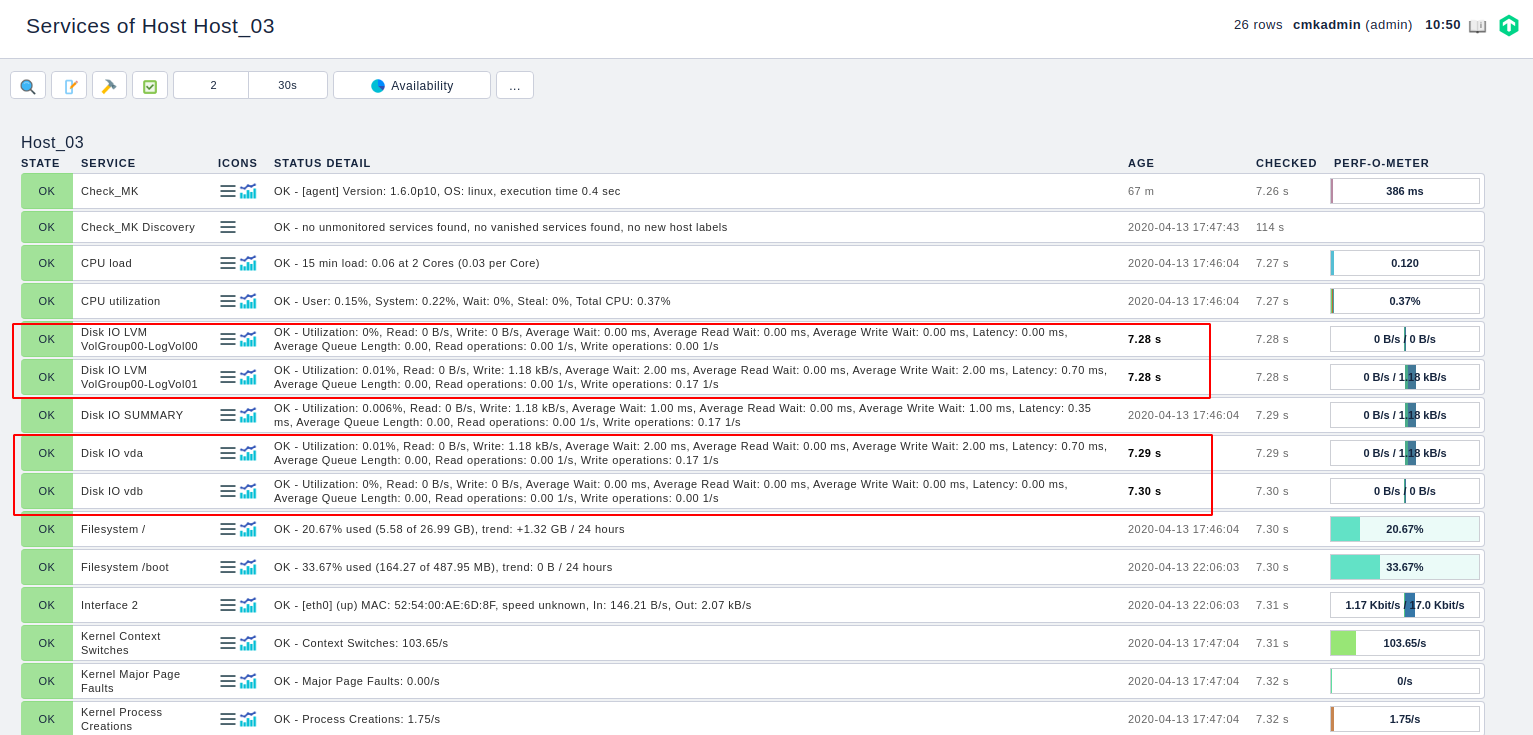 Services of Host Host_03
26 rows cmkadmin (admin) 10:50
2 30s Availability ...
Host_03
STATE SERVICE ICONS STATUS DETAIL AGE CHECKED PERF-O-METER
OK Check_MK OK - [agent] Version: 1.6.0p10, OS: linux, execution time 0.4 sec 67 m 7.26 s 386 ms
OK Check_MK Discovery OK - no unmonitored services found, no vanished services found, no new host labels 2020-04-13 17:47:43 114 s
OK CPU load OK - 15 min load: 0.06 at 2 Cores (0.03 per Core) 2020-04-13 17:46:04 7.27 s 0.120
OK CPU utilization OK - User: 0.15%, System: 0.22%, Wait: 0%, Steal: 0%, Total CPU: 0.37% 2020-04-13 17:46:04 7.27 s 0.37%
OK Disk IO LVM
VolGroup00-LogVol00 OK - Utilization: 0%, Read: 0 B/s, Write: 0 B/s, Average Wait: 0.00 ms, Average Read Wait: 0.00 ms, Average Write Wait: 0.00 ms, Latency: 0.00 ms,
Average Queue Length: 0.00, Read operations: 0.00 1/s, Write operations: 0.00 1/s 7.28 s 7.28 s 0 B/s / 0 B/s
OK Disk IO LVM
VolGroup00-LogVol01 OK - Utilization: 0.01%, Read: 0 B/s, Write: 1.18 kB/s, Average Wait: 2.00 ms, Average Read Wait: 0.00 ms, Average Write Wait: 2.00 ms, Latency: 0.70 ms,
Average Queue Length: 0.00, Read operations: 0.00 1/s, Write operations: 0.17 1/s 7.28 s 7.28 s 0 B/s / 1.18 kB/s
OK Disk IO SUMMARY OK - Utilization: 0.006%, Read: 0 B/s, Write: 1.18 kB/s, Average Wait: 1.00 ms, Average Read Wait: 0.00 ms, Average Write Wait: 1.00 ms, Latency: 0.35
ms, Average Queue Length: 0.00, Read operations: 0.00 1/s, Write operations: 0.17 1/s 2020-04-13 17:46:04 7.29 s 0 B/s / 1.18 kB/s
OK Disk IO vda OK - Utilization: 0.01%, Read: 0 B/s, Write: 1.18 kB/s, Average Wait: 2.00 ms, Average Read Wait: 0.00 ms, Average Write Wait: 2.00 ms, Latency: 0.70 ms,
Average Queue Length: 0.00, Read operations: 0.00 1/s, Write operations: 0.17 1/s 7.29 s 7.29 s 0 B/s / 1.18 kB/s
OK Disk IO vdb OK - Utilization: 0%, Read: 0 B/s, Write: 0 B/s, Average Wait: 0.00 ms, Average Read Wait: 0.00 ms, Average Write Wait: 0.00 ms, Latency: 0.00 ms,
Average Queue Length: 0.00, Read operations: 0.00 1/s, Write operations: 0.00 1/s 7.30 s 7.30 s 0 B/s / 0 B/s
OK Filesystem / OK - 20.67% used (5.58 of 26.99 GB), trend: +1.32 GB / 24 hours 2020-04-13 17:46:04 7.30 s 20.67%
OK Filesystem /boot OK - 33.67% used (164.27 of 487.95 MB), trend: 0 B / 24 hours 2020-04-13 22:06:03 7.30 s 33.67%
OK Interface 2 OK - [eth0] (up) MAC: 52:54:00:AE:6D:8F, speed unknown, In: 146.21 B/s, Out: 2.07 kB/s 2020-04-13 22:06:03 7.31 s 1.17 Kbit/s / 17.0 Kbit/s
OK Kernel Context
Switches OK - Context Switches: 103.65/s 2020-04-13 17:47:04 7.31 s 103.65/s
OK Kernel Major Page
Faults OK - Major Page Faults: 0.00/s 2020-04-13 17:47:04 7.32 s 0/s
OK Kernel Process
Creations OK - Process Creations: 1.75/s 2020-04-13 17:47:04 7.32 s 1.75/s